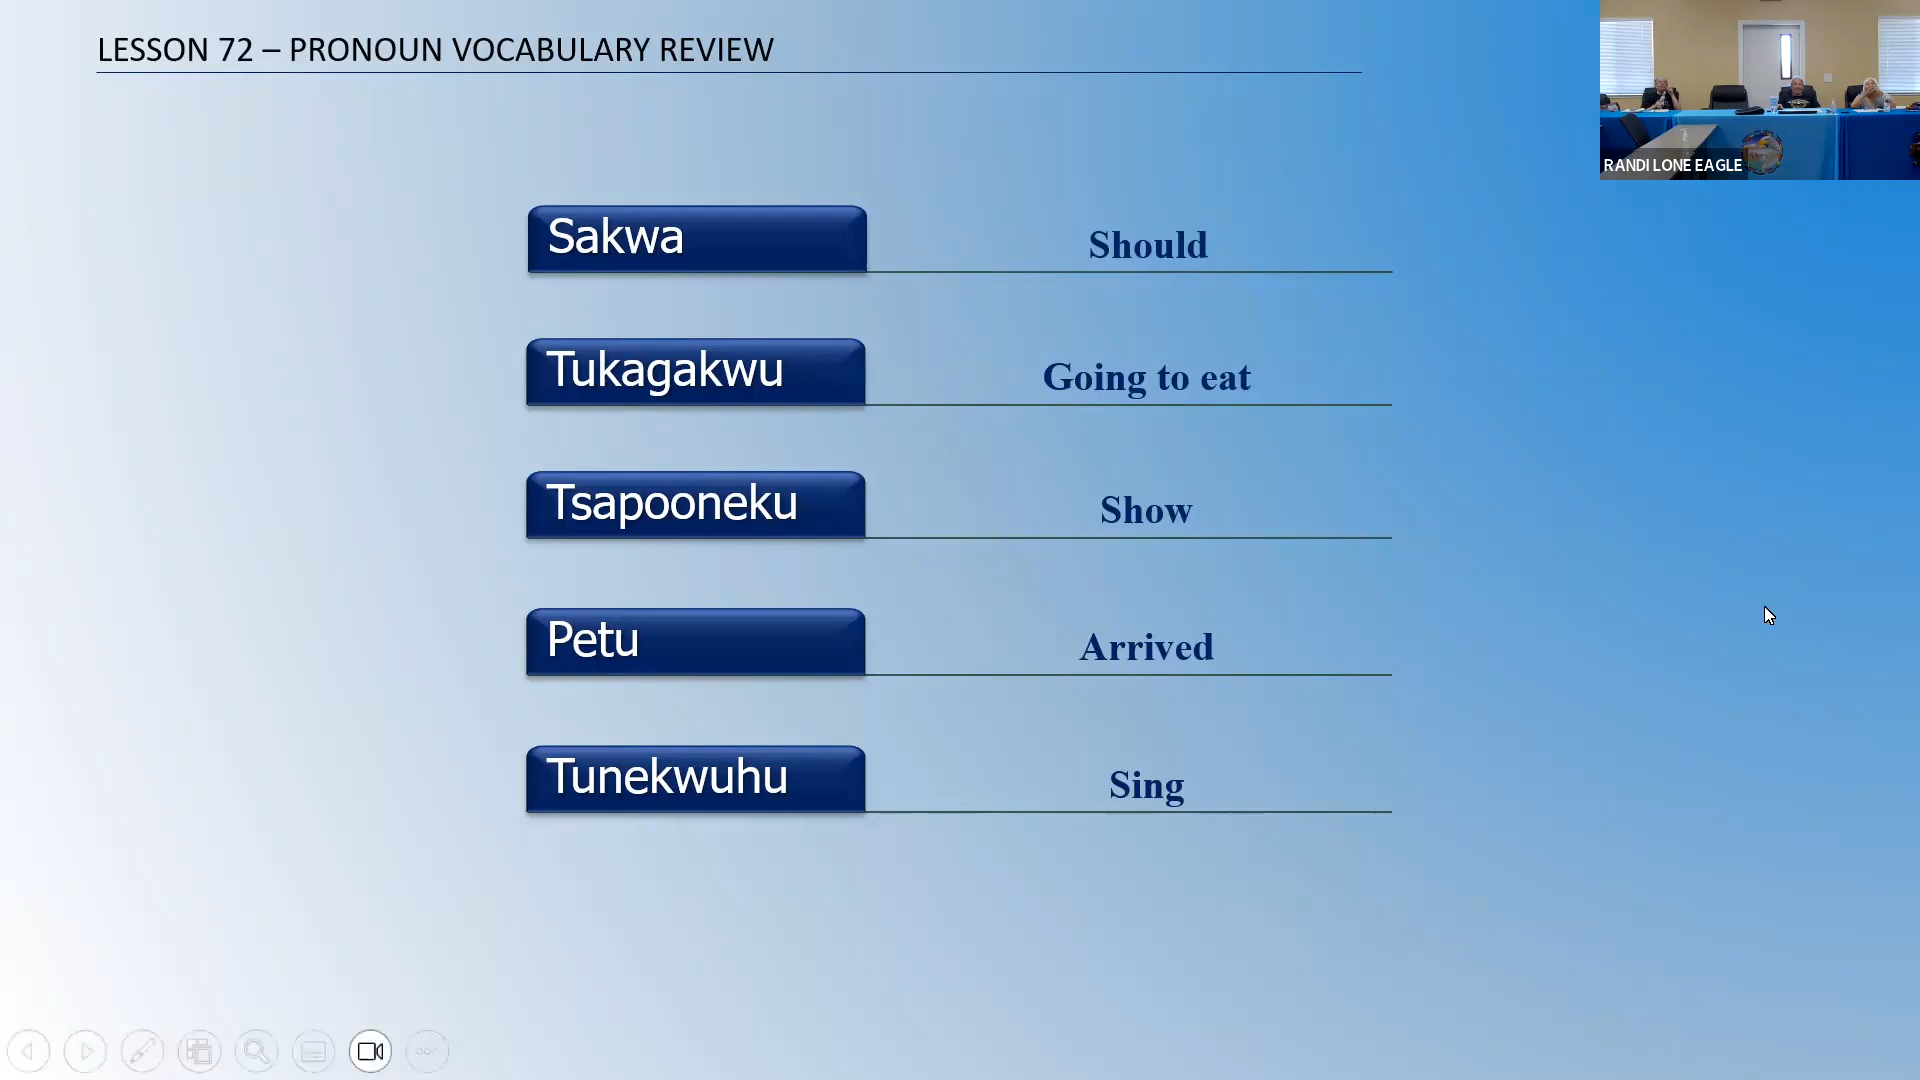 LESSON 72 – PRONOUN VOCABULARY REVIEW
RANDI LONE EAGLE
Sakwa
Should
Tukagakwu
Going to eat
Tsapooneku
Show
Petu
Arrived
Tunekwuhu
Sing